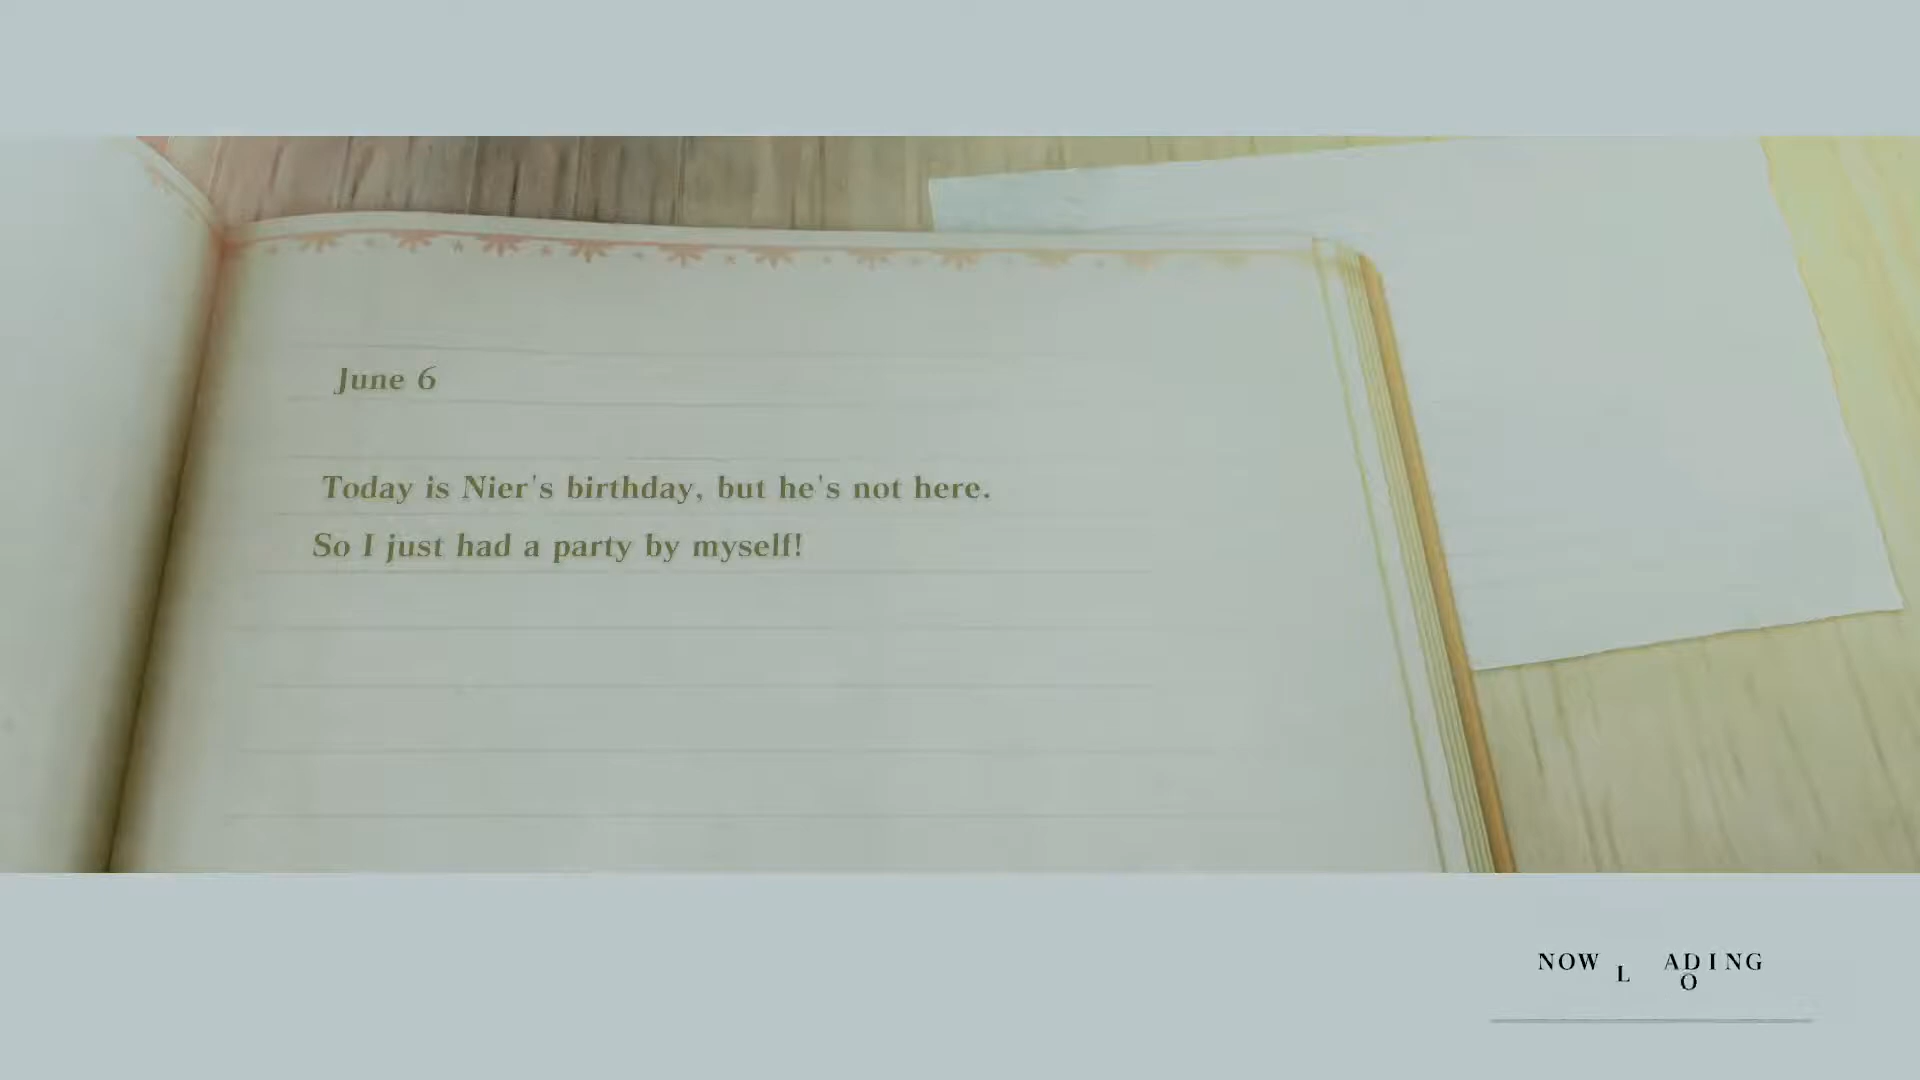 June 6
Today is Nier's birthday, but he's not here.
So I just had a party by myself!
NOW LOADING